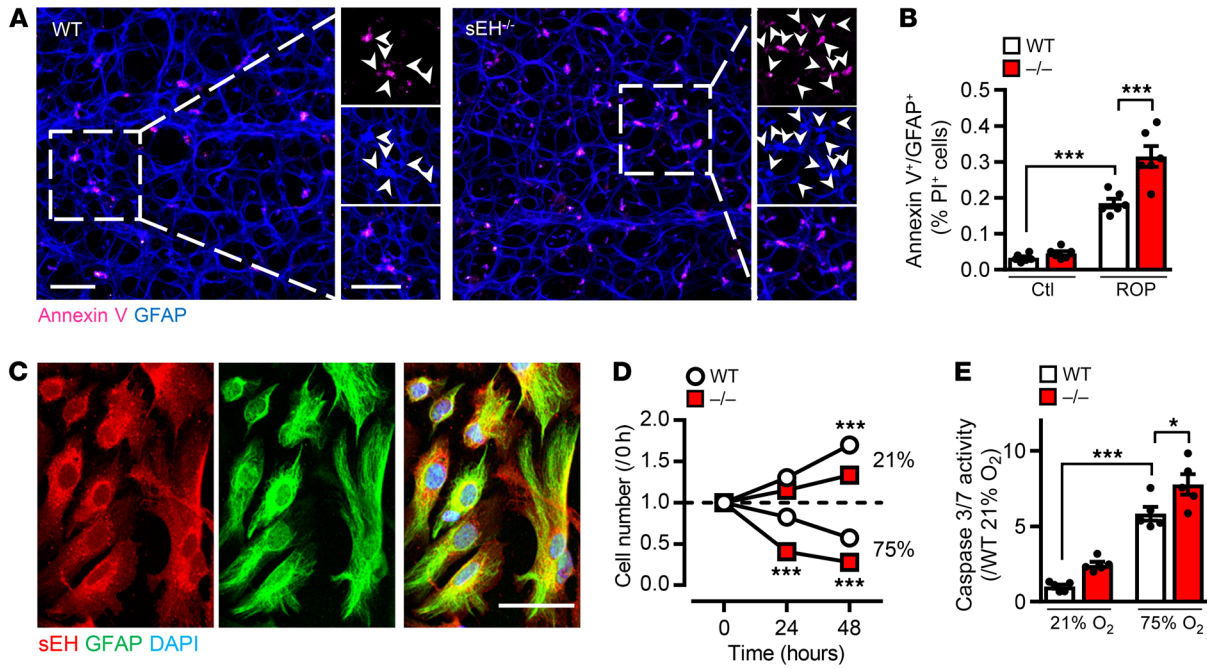 A
WT
sEH-/-
Annexin V GFAP
B
WT
–/–
Annexin V+/GFAP+
(% PI+ cells)
0.5
0.4
0.3
0.2
0.1
0.0
***
***
Ctl
ROP
C
sEH GFAP DAPI
D
WT
–/–
Cell number (/0 h)
2.0
1.5
1.0
0.5
0.0
***
21%
75%
***
***
0
24
48
Time (hours)
E
WT
–/–
Caspase 3/7 activity
(/WT 21% O2)
10
5
0
***
*
21% O2
75% O2